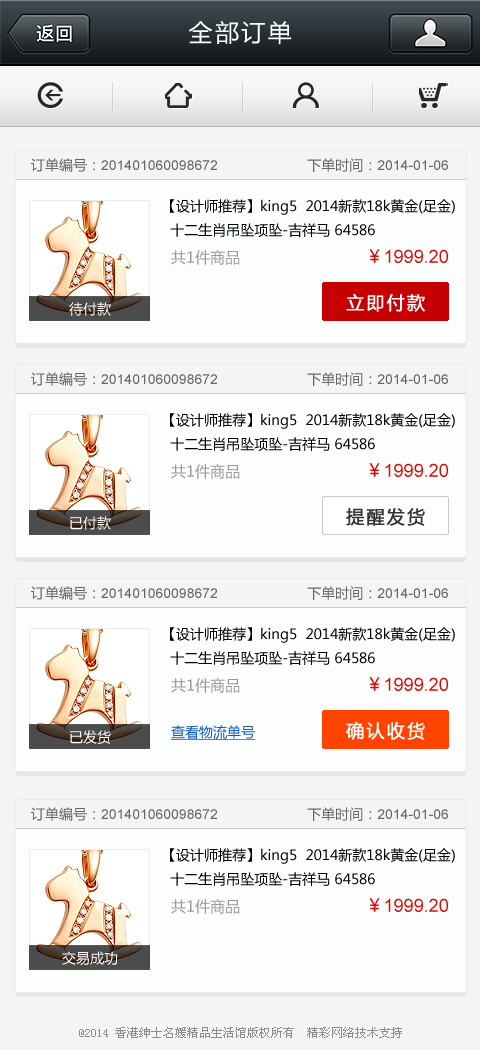 返回
全部订单
订单编号：201401060098672
下单时间：2014-01-06
【设计师推荐】king5 2014新款18k黄金(足金)
十二生肖吊坠项坠-吉祥马 64586
共1件商品
¥ 1999.20
待付款
立即付款
订单编号：201401060098672
下单时间：2014-01-06
【设计师推荐】king5 2014新款18k黄金(足金)
十二生肖吊坠项坠-吉祥马 64586
共1件商品
¥ 1999.20
已付款
提醒发货
订单编号：201401060098672
下单时间：2014-01-06
【设计师推荐】king5 2014新款18k黄金(足金)
十二生肖吊坠项坠-吉祥马 64586
共1件商品
¥ 1999.20
已发货
查看物流单号
确认收货
订单编号：201401060098672
下单时间：2014-01-06
【设计师推荐】king5 2014新款18k黄金(足金)
十二生肖吊坠项坠-吉祥马 64586
共1件商品
¥ 1999.20
交易成功
@2014 香港绅士名媛精品生活馆版权所有 精彩网络技术支持